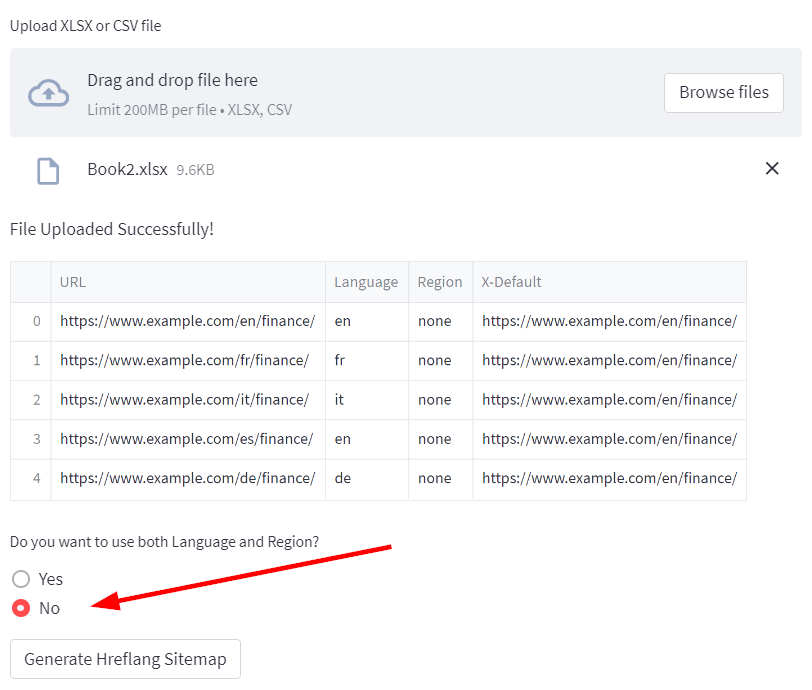 Upload XLSX or CSV file
Drag and drop file here
Limit 200MB per file • XLSX, CSV
Browse files
Book2.xlsx 9.6KB
File Uploaded Successfully!
URL Language Region X-Default
0 https://www.example.com/en/finance/ en none https://www.example.com/en/finance/
1 https://www.example.com/fr/finance/ fr none https://www.example.com/en/finance/
2 https://www.example.com/it/finance/ it none https://www.example.com/en/finance/
3 https://www.example.com/es/finance/ en none https://www.example.com/en/finance/
4 https://www.example.com/de/finance/ de none https://www.example.com/en/finance/
Do you want to use both Language and Region?
Yes
No
Generate Hreflang Sitemap